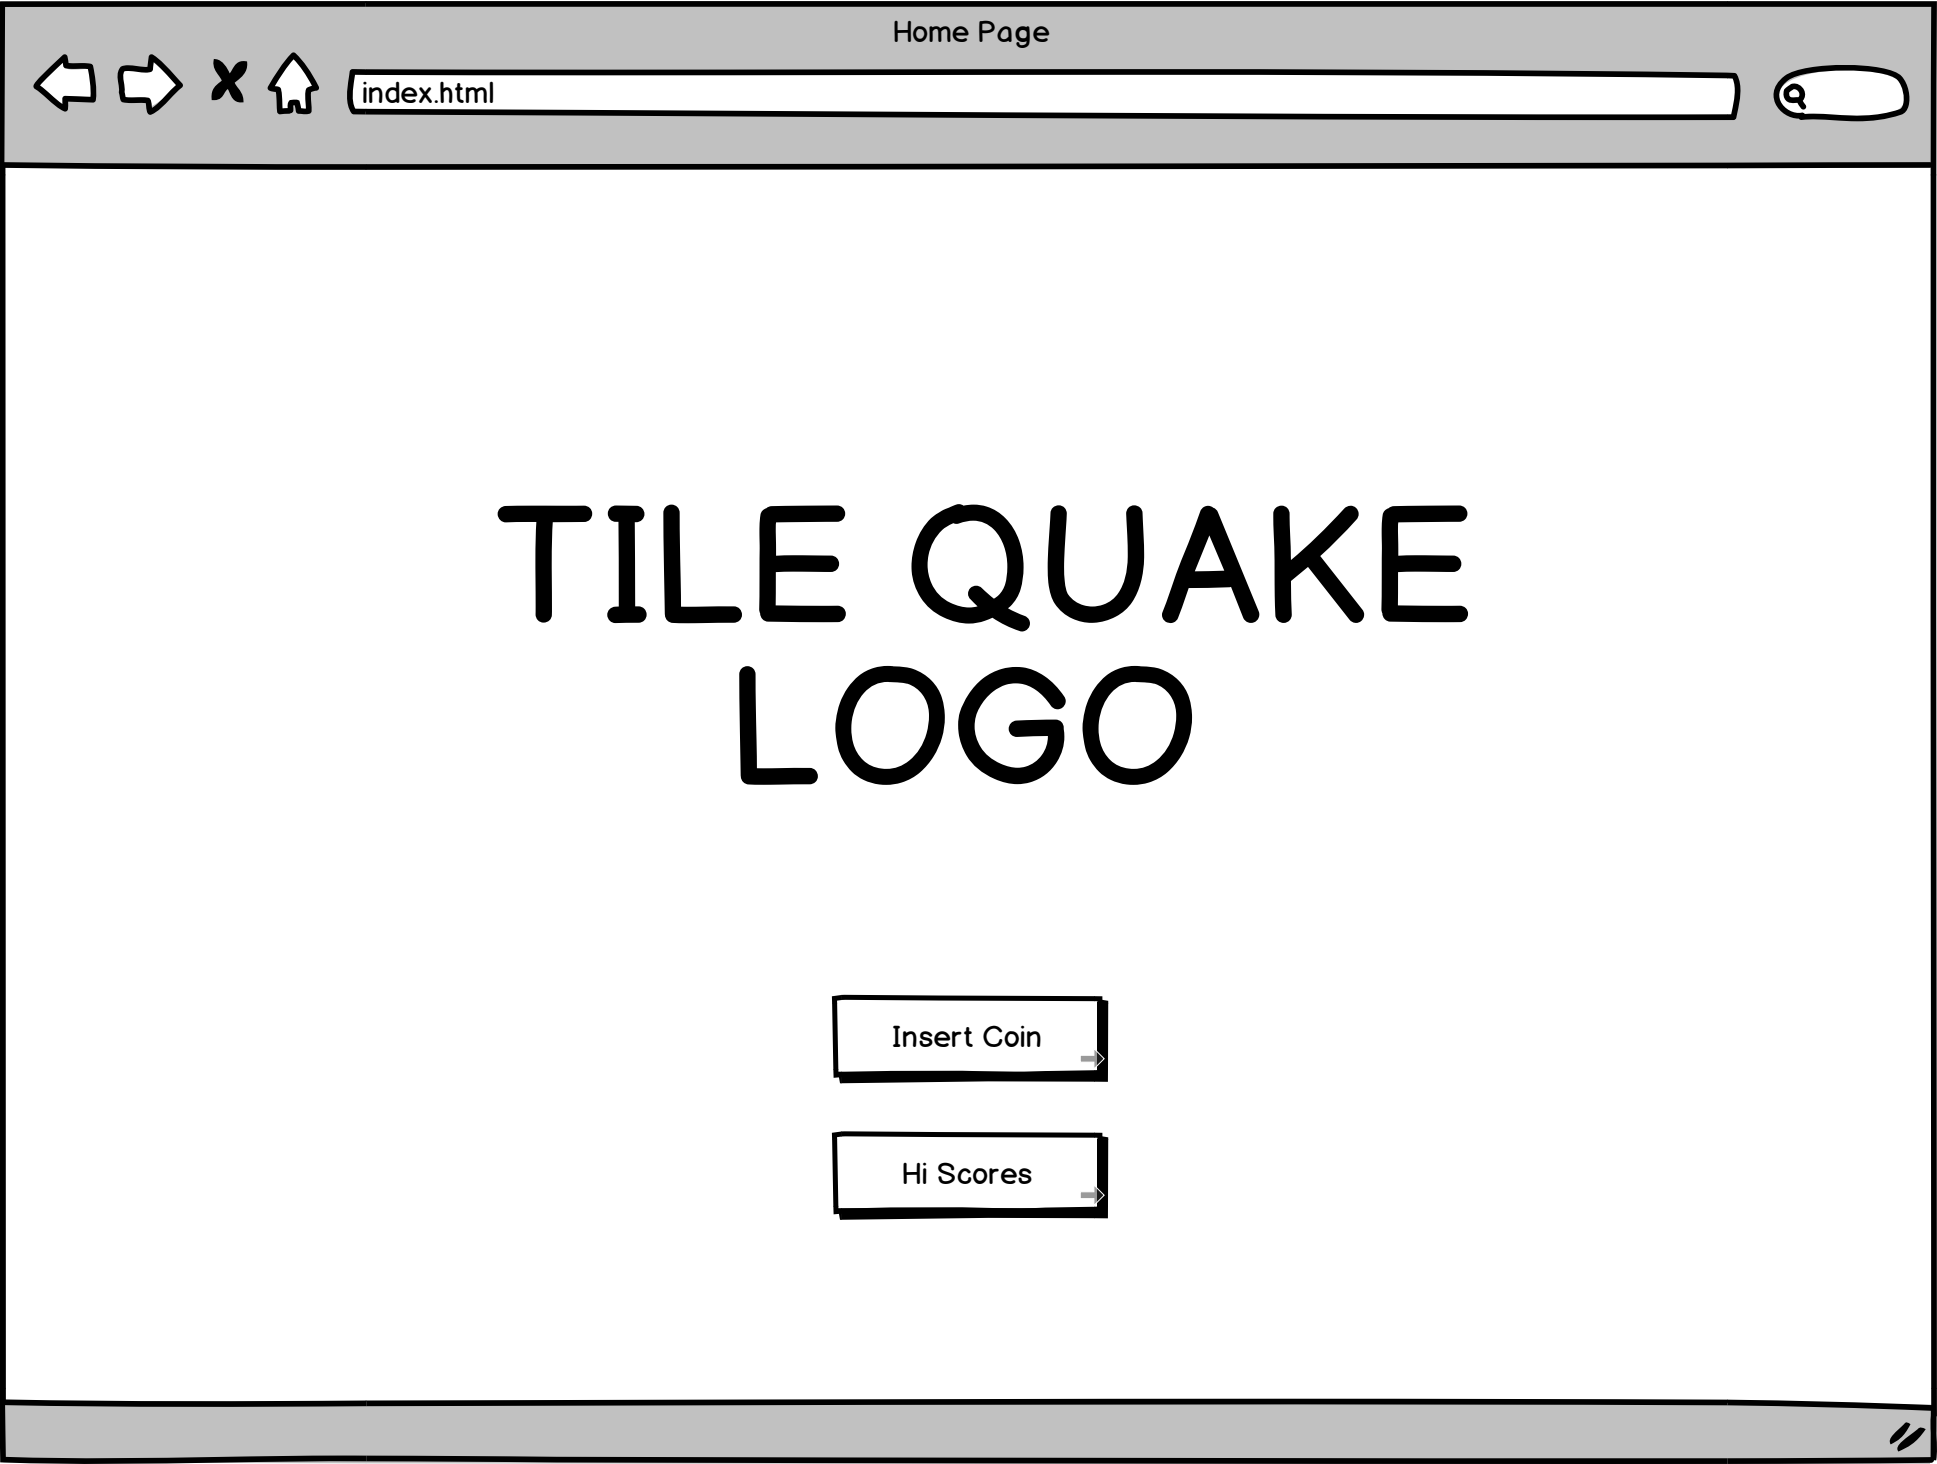 Home Page
index.html
TILE QUAKE
LOGO
Insert Coin
Hi Scores